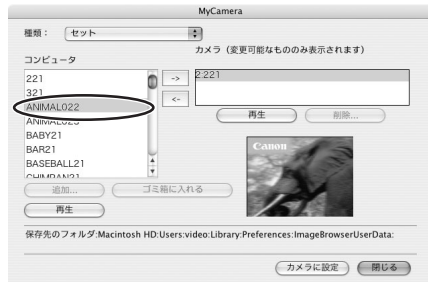 MyCamera
種類： セット
カメラ（変更可能なもののみ表示されます）
コンピュータ
221
321
ANIMAL022
ANIMAL023
BABY21
BAR21
BASEBALL21
CHIMPAN21
->
<-
2:221
再生 削除...
Canon
追加... ゴミ箱に入れる
再生
保存先のフォルダ:Macintosh HD:Users:video:Library:Preferences:ImageBrowserUserData:
カメラに設定 閉じる